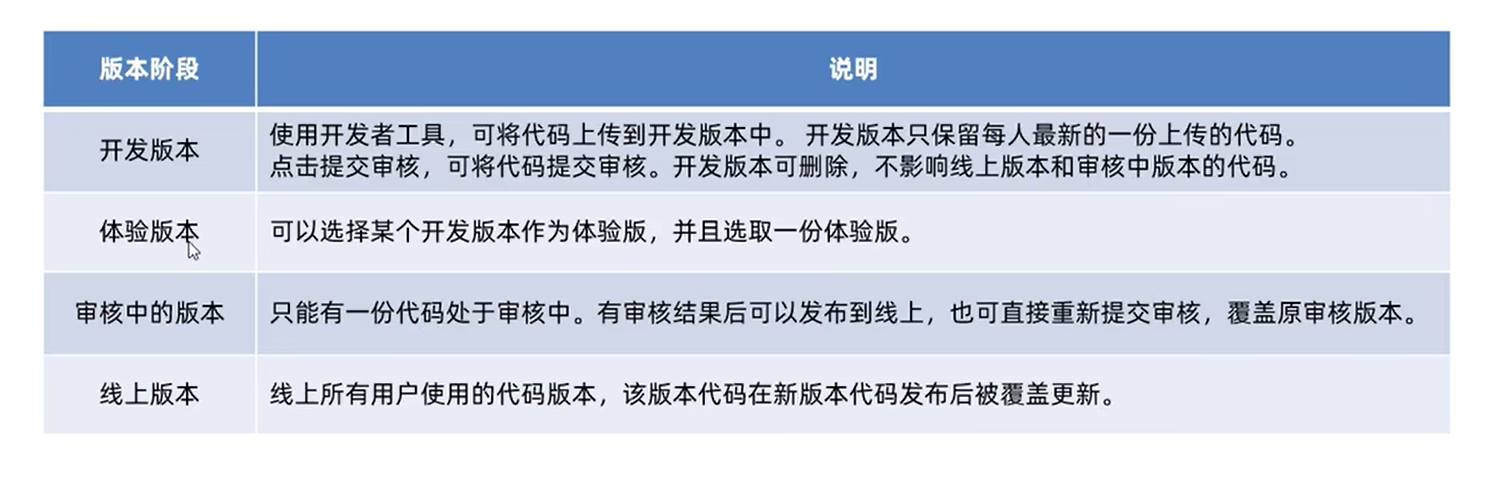 版本阶段
说明
开发版本
使用开发者工具，可将代码上传到开发版本中。 开发版本只保留每人最新的一份上传的代码。
点击提交审核，可将代码提交审核。开发版本可删除，不影响线上版本和审核中版本的代码。
体验版本
可以选择某个开发版本作为体验版，并且选取一份体验版。
审核中的版本
只能有一份代码处于审核中。有审核结果后可以发布到线上，也可直接重新提交审核，覆盖原审核版本。
线上版本
线上所有用户使用的代码版本，该版本代码在新版本代码发布后被覆盖更新。